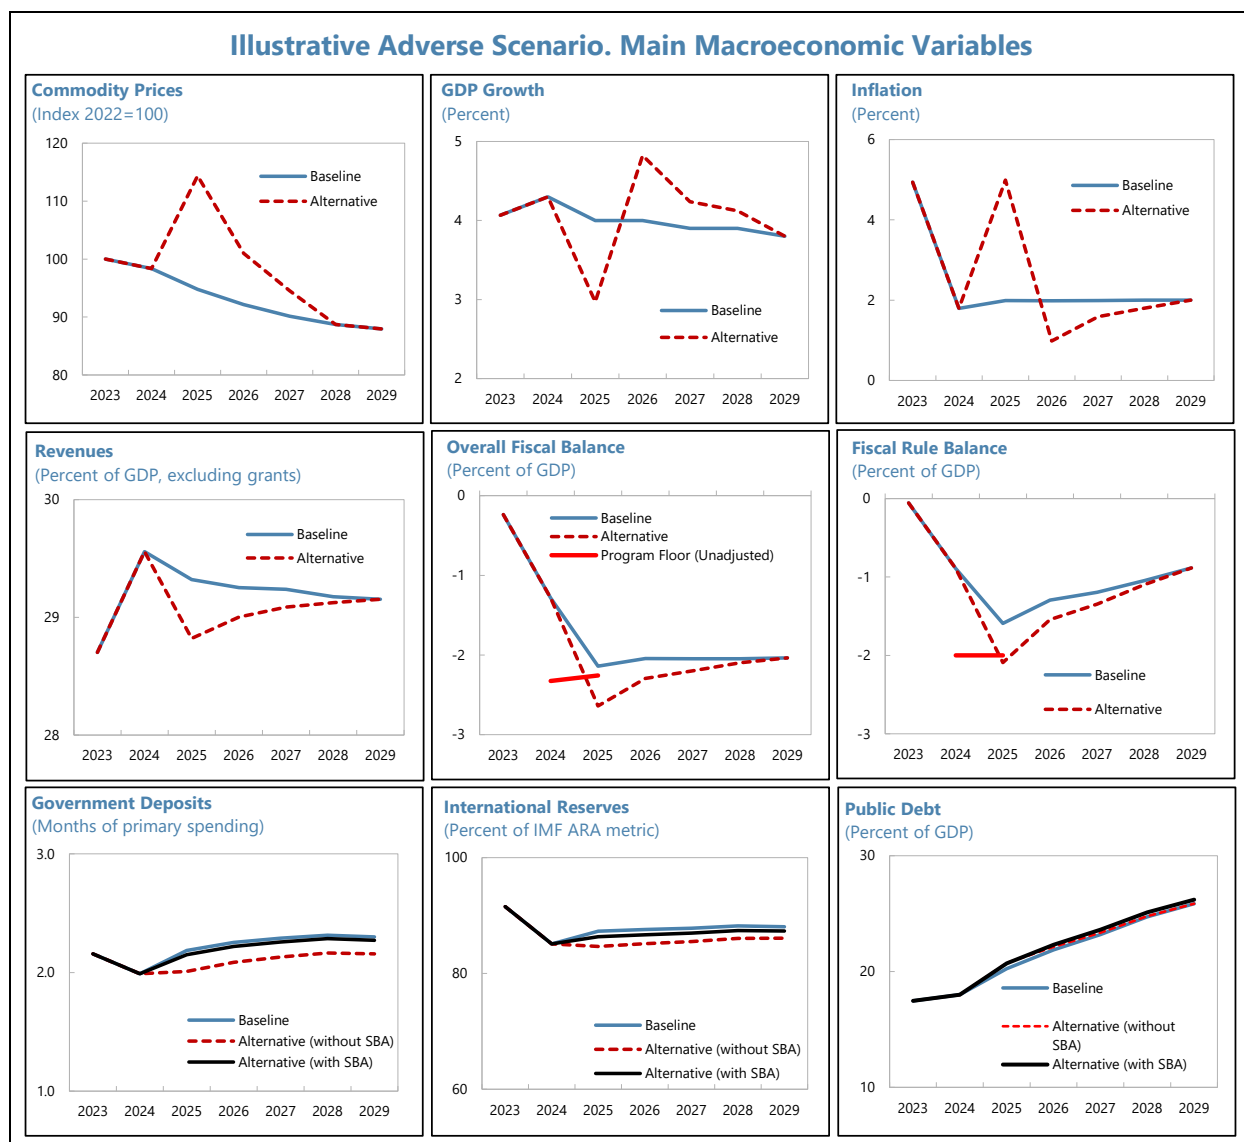 Illustrative Adverse Scenario. Main Macroeconomic Variables
Commodity Prices
(Index 2022=100)
120
110
100
90
80
Baseline
Alternative
2023 2024 2025 2026 2027 2028 2029
GDP Growth
(Percent)
5
4
3
2
Baseline
Alternative
2023 2024 2025 2026 2027 2028 2029
Inflation
(Percent)
6
4
2
0
Baseline
Alternative
2023 2024 2025 2026 2027 2028 2029
Revenues
(Percent of GDP, excluding grants)
30
29
28
Baseline
Alternative
2023 2024 2025 2026 2027 2028 2029
Overall Fiscal Balance
(Percent of GDP)
0
-1
-2
-3
Baseline
Alternative
Program Floor (Unadjusted)
2023 2024 2025 2026 2027 2028 2029
Fiscal Rule Balance
(Percent of GDP)
0
-1
-2
-3
Baseline
Alternative
2023 2024 2025 2026 2027 2028 2029
Government Deposits
(Months of primary spending)
3.0
2.0
1.0
Baseline
Alternative (without SBA)
Alternative (with SBA)
2023 2024 2025 2026 2027 2028 2029
International Reserves
(Percent of IMF ARA metric)
100
80
60
Baseline
Alternative (without SBA)
Alternative (with SBA)
2023 2024 2025 2026 2027 2028 2029
Public Debt
(Percent of GDP)
30
20
10
Baseline
Alternative (without
SBA)
Alternative (with SBA)
2023 2024 2025 2026 2027 2028 2029